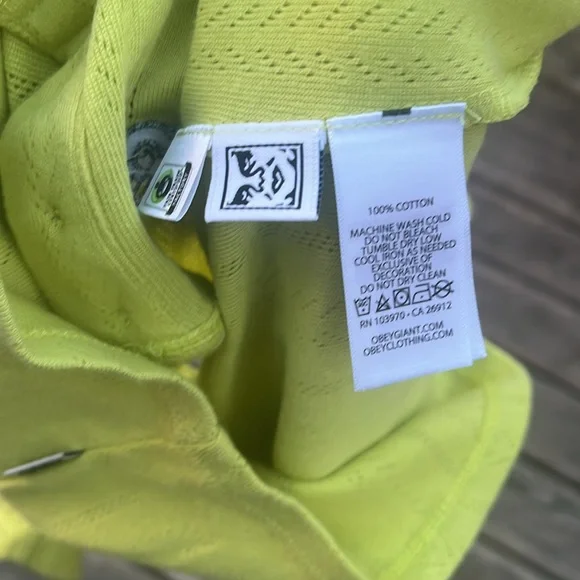 100% COTTON
MACHINE WASH COLD
DO NOT BLEACH
TUMBLE DRY LOW
COOL IRON AS NEEDED
EXCLUSIVE OF
DECORATION
DO NOT DRY CLEAN
RN 103970 • CA 26912
OBEYGIANT.COM
OBEYCLOTHING.COM